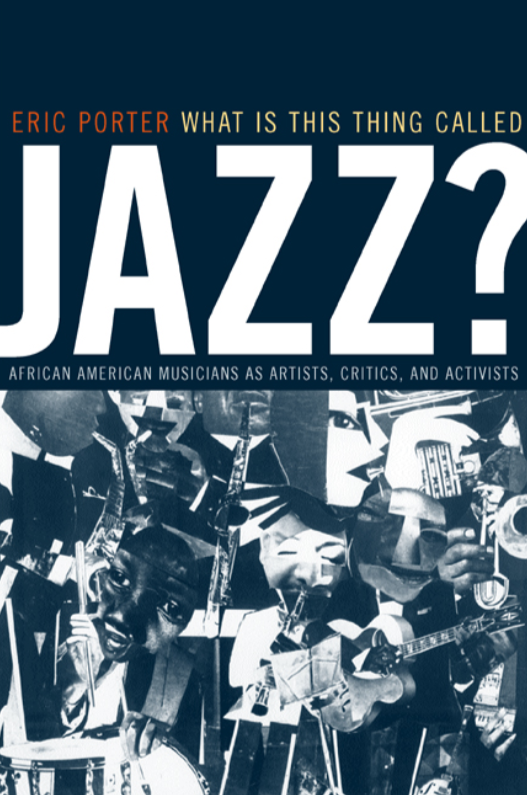 ERIC PORTER WHAT IS THIS THING CALLED
JAZZ?
AFRICAN AMERICAN MUSICIANS AS ARTISTS, CRITICS, AND ACTIVISTS